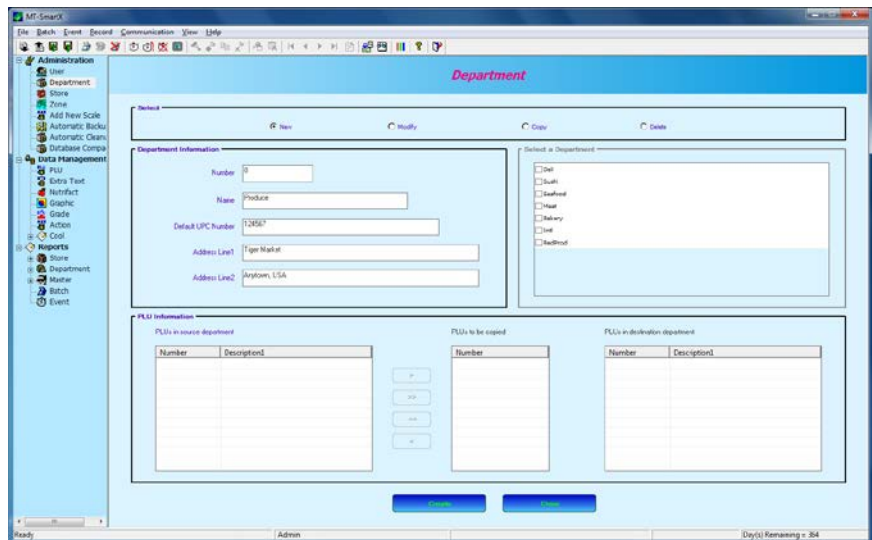 MT-SmartX
File Batch Event Record Communication View Help
Administration
User
Department
Store
Zone
Add New Scale
Automatic Backu
Automatic Clean
Database Compa
Data Management
PLU
Extra Text
Nutrifact
Graphic
Grade
Action
Cool
Reports
Store
Department
Master
Batch
Event
Department
Select
New Modify Copy Delete
Department Information
Number 8
Name Produce
Default UPC Number 124567
Address Line1 Tiger Market
Address Line2 Anytown, USA
Select a Department
Deli
Sushi
Seafood
Meat
Bakery
RedProd
PLU Information
PLUs in source department
Number Description1
PLUs to be copied
Number
PLUs in destination department
Number Description1
>
>>
<<
<
Create Close
Ready Admin Day(s) Remaining = 364